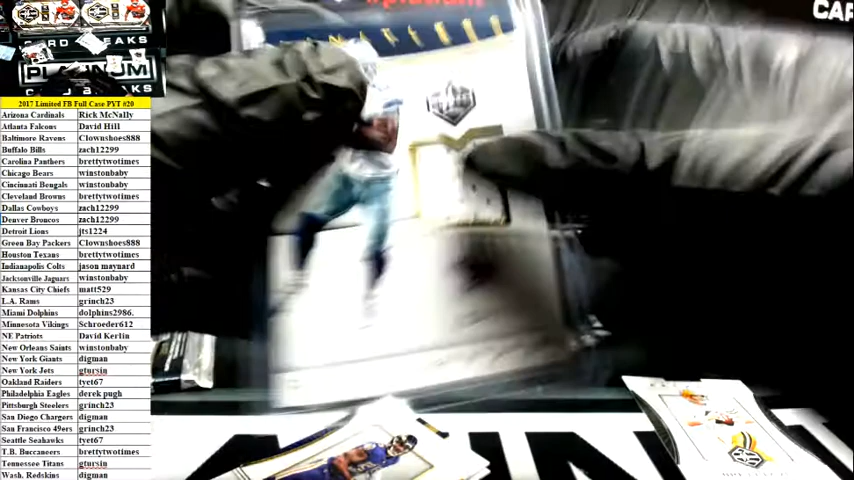 CAR
CARD BREAKS
PLATINUM
2017 Limited FB Full Case PYT #20
Arizona Cardinals Rick McNally
Atlanta Falcons David Hill
Baltimore Ravens Clownshoes888
Buffalo Bills zach12299
Carolina Panthers brettytwotimes
Chicago Bears winstonbaby
Cincinnati Bengals winstonbaby
Cleveland Browns brettytwotimes
Dallas Cowboys zach12299
Denver Broncos zach12299
Detroit Lions jts1224
Green Bay Packers Clownshoes888
Houston Texans brettytwotimes
Indianapolis Colts jason maynard
Jacksonville Jaguars winstonbaby
Kansas City Chiefs matt529
L.A. Rams grinch23
Miami Dolphins dolphins2986.
Minnesota Vikings Schroeder612
NE Patriots David Kerlin
New Orleans Saints winstonbaby
New York Giants digman
New York Jets gtursin
Oakland Raiders tyet67
Philadelphia Eagles derek pugh
Pittsburgh Steelers grinch23
San Diego Chargers digman
San Francisco 49ers grinch23
Seattle Seahawks tyet67
T.B. Buccaneers brettytwotimes
Tennessee Titans gtursin
Wash. Redskins digman